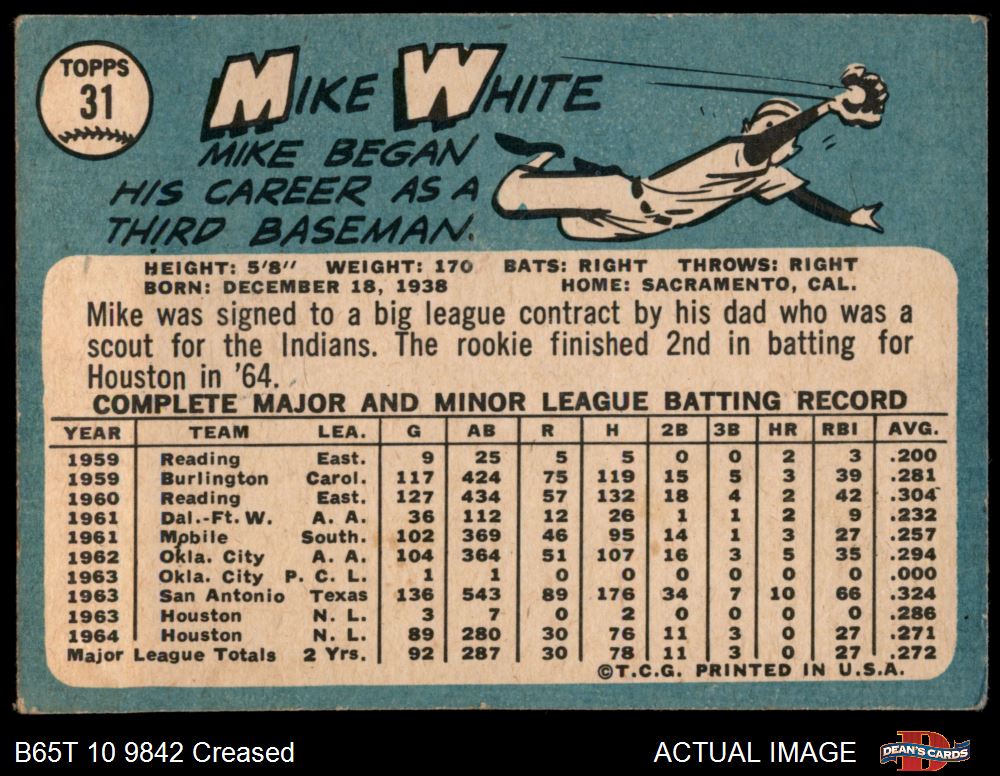 TOPPS
31
MIKE WHITE
MIKE BEGAN
HIS CAREER AS A
THIRD BASEMAN.
HEIGHT: 5'8" WEIGHT: 170 BATS: RIGHT THROWS: RIGHT
BORN: DECEMBER 18, 1938 HOME: SACRAMENTO, CAL.
Mike was signed to a big league contract by his dad who was a
scout for the Indians. The rookie finished 2nd in batting for
Houston in '64.
COMPLETE MAJOR AND MINOR LEAGUE BATTING RECORD
YEAR TEAM LEA. G AB R H 2B 3B HR RBI AVG.
1959 Reading East. 9 25 5 5 0 0 2 3 .200
1959 Burlington Carol. 117 424 75 119 15 5 3 39 .281
1960 Reading East. 127 434 57 132 18 4 2 42 .304
1961 Dal.-Ft. W. A. A. 36 112 12 26 1 1 2 9 .232
1961 Mobile South. 102 369 46 95 14 1 3 27 .257
1962 Okla. City A. A. 104 364 51 107 16 3 5 35 .294
1963 Okla. City P. C. L. 1 1 0 0 0 0 0 0 .000
1963 San Antonio Texas 136 543 89 176 34 7 10 66 .324
1963 Houston N. L. 3 7 0 2 0 0 0 0 .286
1964 Houston N. L. 89 280 30 76 11 3 0 27 .271
Major League Totals 2 Yrs. 92 287 30 78 11 3 0 27 .272
©T.C.G. PRINTED IN U.S.A.
B65T 10 9842 Creased ACTUAL IMAGE DEAN'S CARDS